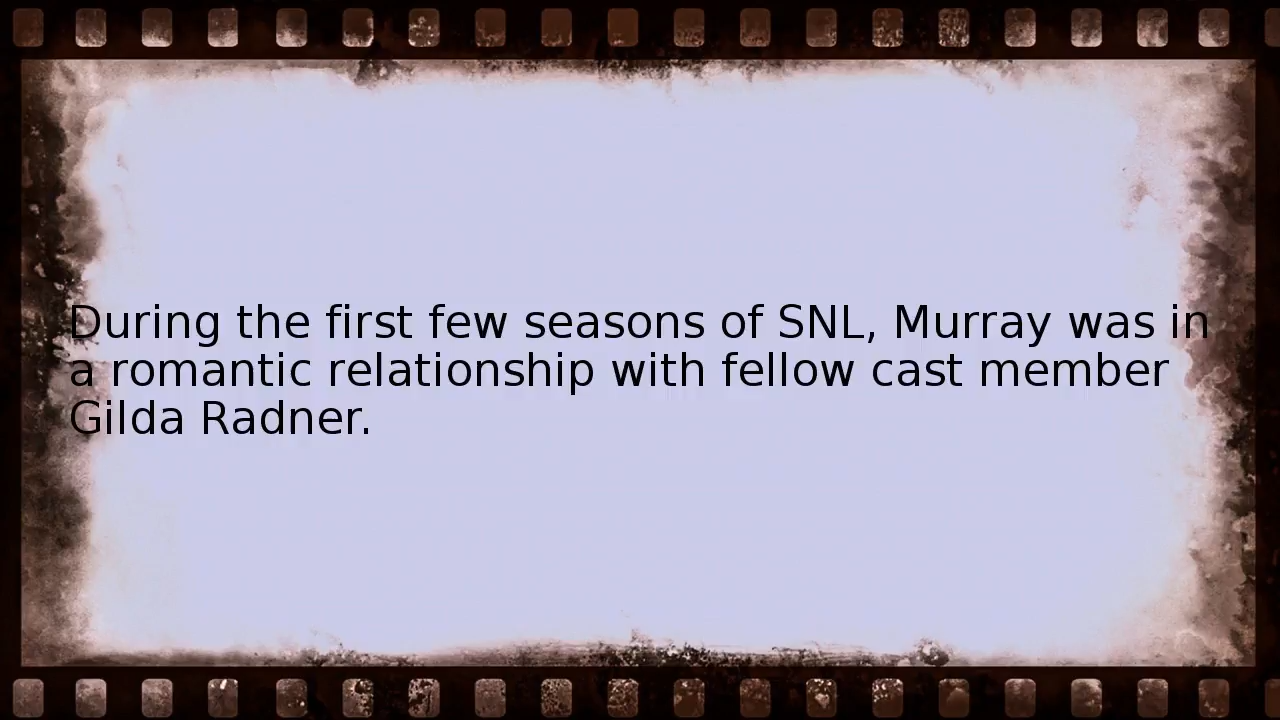 During the first few seasons of SNL, Murray was in
a romantic relationship with fellow cast member
Gilda Radner.